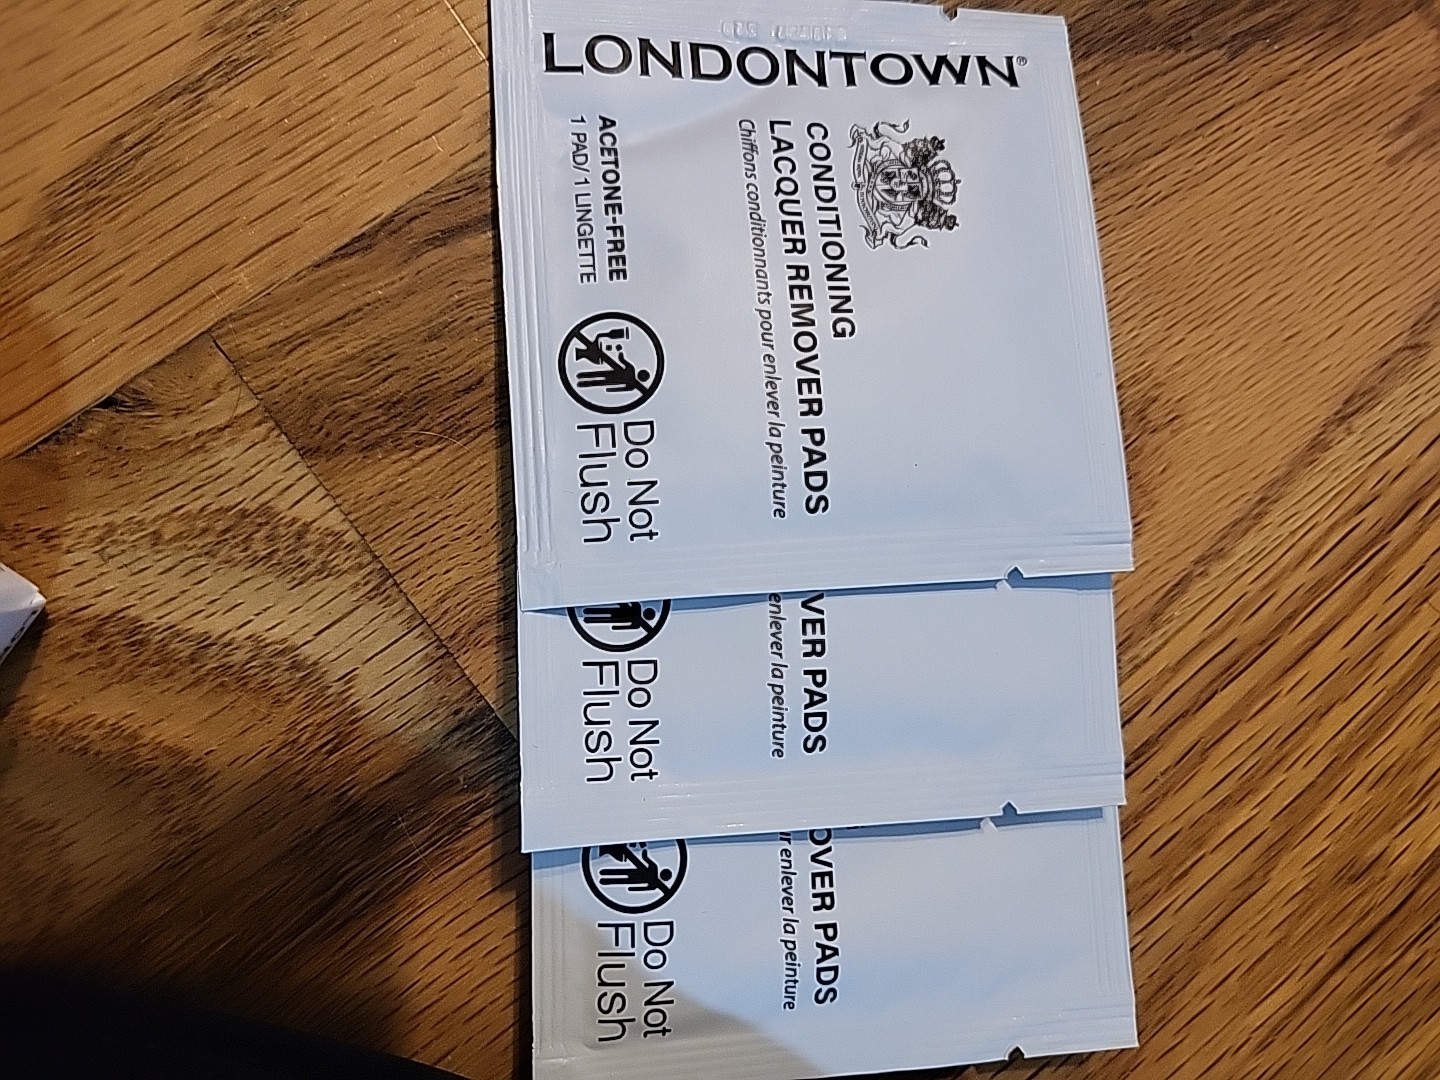 LONDONTOWN®
CONDITIONING
LACQUER REMOVER PADS
Chiffons conditionnants pour enlever la peinture
ACETONE-FREE
1 PAD/1 LINGETTE
Do Not
Flush
VER PADS
enlever la peinture
Do Not
Flush
OVER PADS
ur enlever la peinture
Do Not
Flush